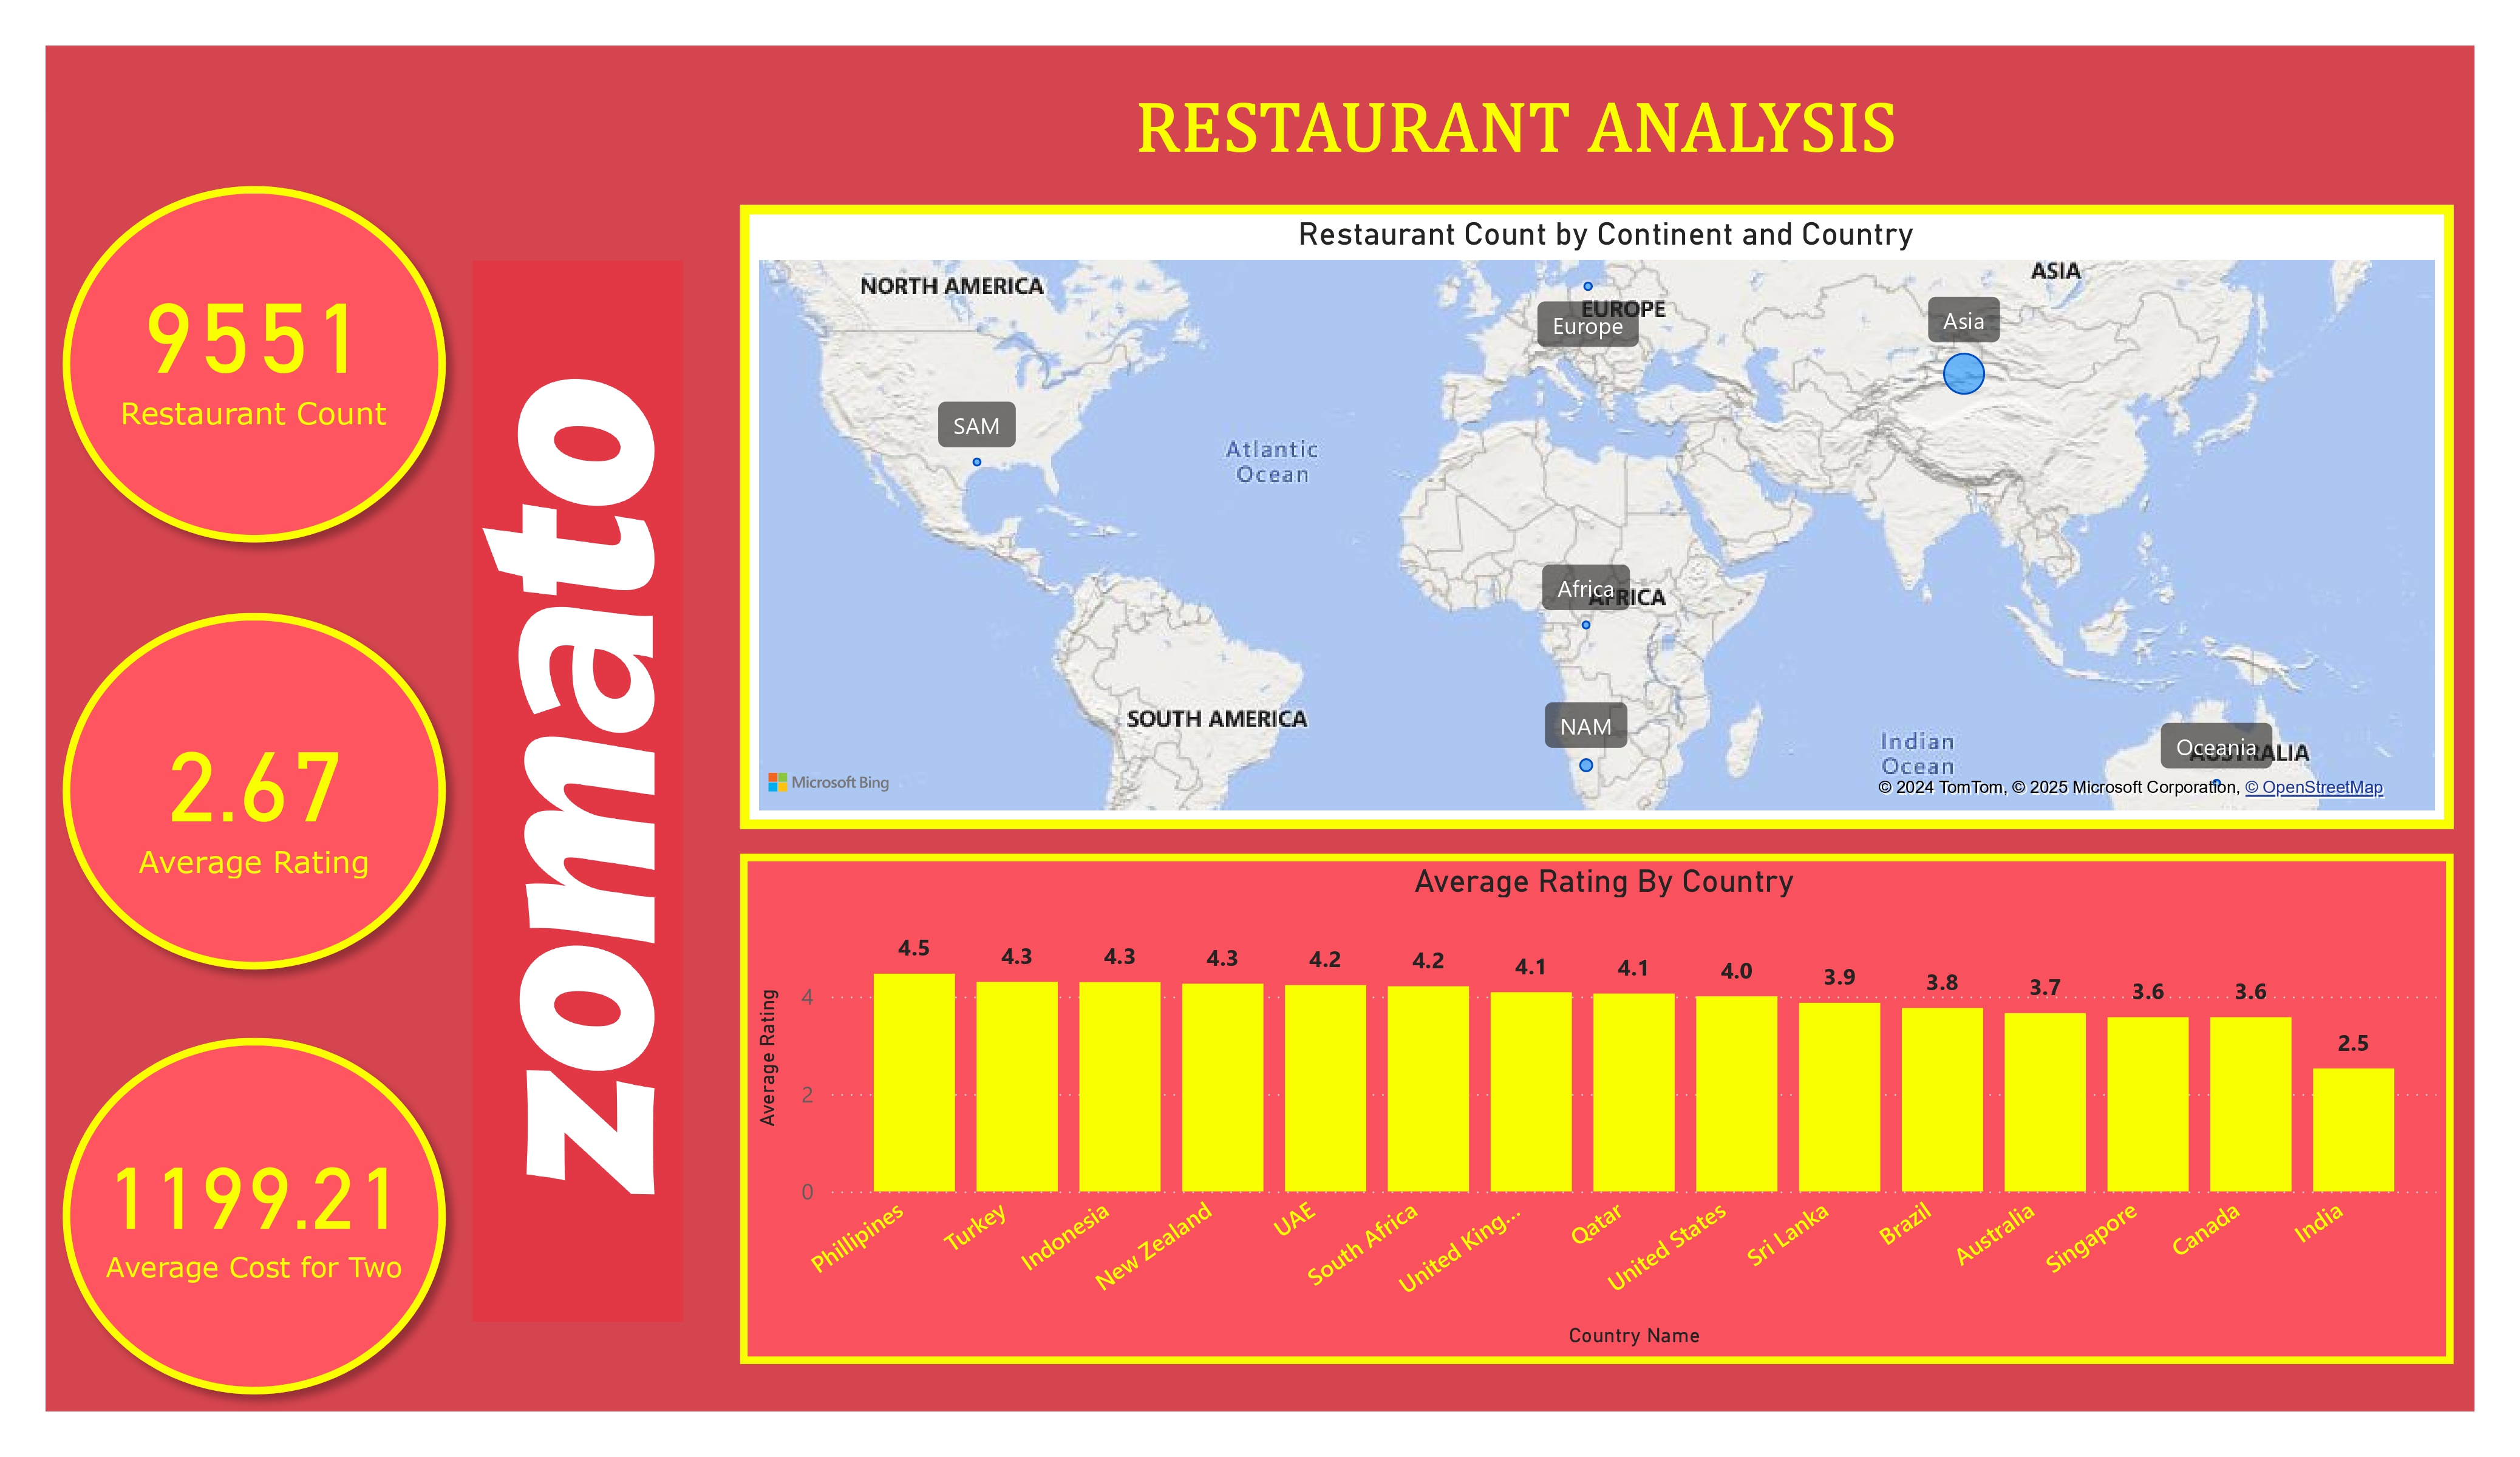 RESTAURANT ANALYSIS
9551
Restaurant Count
2.67
Average Rating
1199.21
Average Cost for Two
zomato
Restaurant Count by Continent and Country
NORTH AMERICA
ASIA
EUROPE
Europe
Asia
SAM
Atlantic
Ocean
Africa
AFRICA
NAM
SOUTH AMERICA
Indian
Ocean
Oceania
AUSTRALIA
Microsoft Bing
© 2024 TomTom, © 2025 Microsoft Corporation, © OpenStreetMap
Average Rating By Country
Average Rating
4
2
0
4.5
4.3
4.3
4.3
4.2
4.2
4.1
4.1
4.0
3.9
3.8
3.7
3.6
3.6
2.5
Phillipines
Turkey
Indonesia
New Zealand
UAE
South Africa
United King...
Qatar
United States
Sri Lanka
Brazil
Australia
Singapore
Canada
India
Country Name